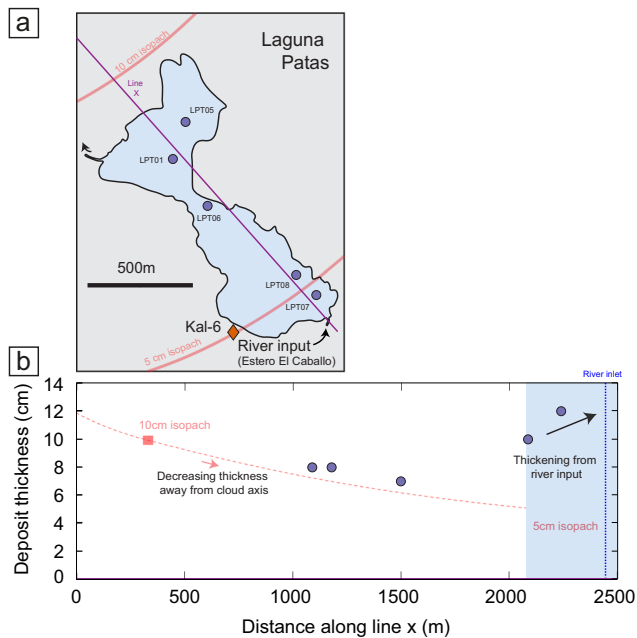 a
Laguna
Patas
10 cm isopach
Line
X
LPT05
LPT01
LPT06
500m
LPT08
LPT07
Kal-6
River input
(Estero El Caballo)
5 cm isopach
b
River inlet
Deposit thickness (cm)
14
12
10
8
6
4
2
0
10cm isopach
Decreasing thickness
away from cloud axis
Thickening from
river input
5cm isopach
0
500
1000
1500
2000
2500
Distance along line x (m)